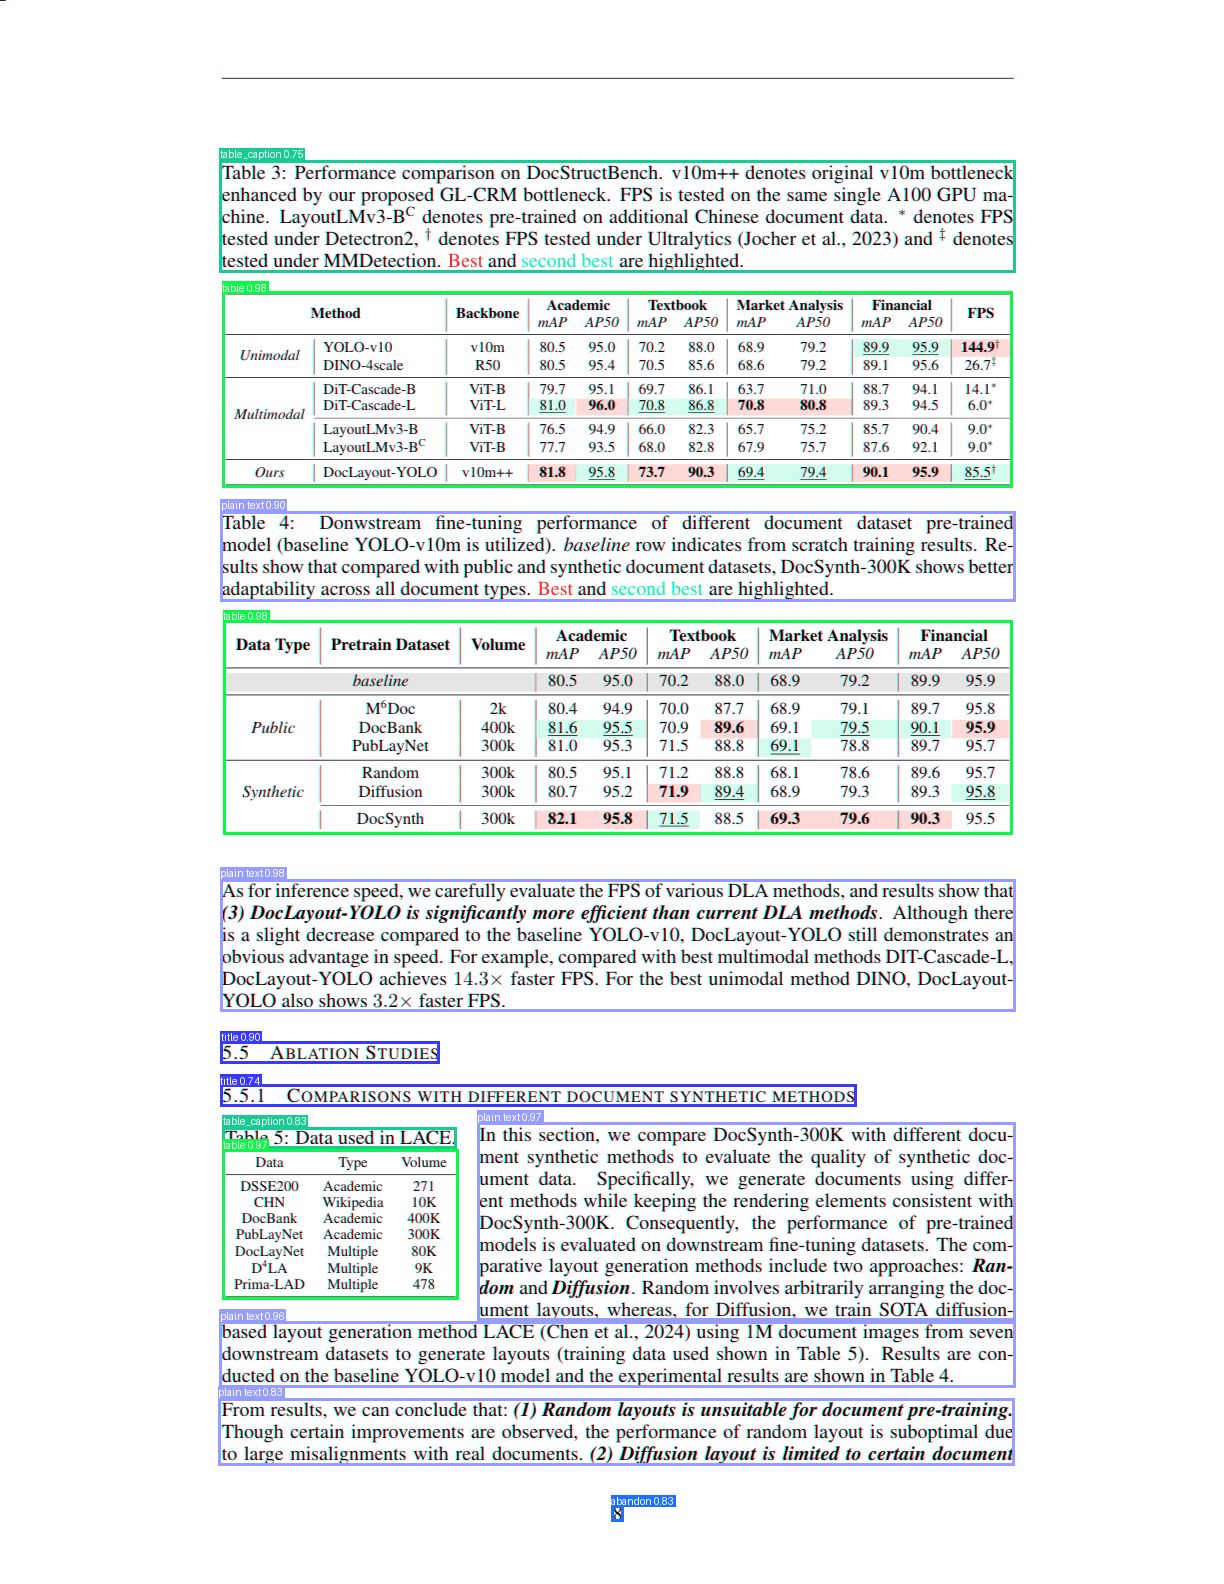 table_caption 0.75
Table 3: Performance comparison on DocStructBench. v10m++ denotes original v10m bottleneck
enhanced by our proposed GL-CRM bottleneck. FPS is tested on the same single A100 GPU ma-
chine. LayoutLMv3-B^C denotes pre-trained on additional Chinese document data. * denotes FPS
tested under Detectron2, † denotes FPS tested under Ultralytics (Jocher et al., 2023) and ‡ denotes
tested under MMDetection. Best and second best are highlighted.
table 0.98
Method Backbone Academic Textbook Market Analysis Financial FPS
mAP AP50 mAP AP50 mAP AP50 mAP AP50
Unimodal YOLO-v10 v10m 80.5 95.0 70.2 88.0 68.9 79.2 89.9 95.9 144.9†
DINO-4scale R50 80.5 95.4 70.5 85.6 68.6 79.2 89.1 95.6 26.7‡
Multimodal DiT-Cascade-B ViT-B 79.7 95.1 69.7 86.1 63.7 71.0 88.7 94.1 14.1*
DiT-Cascade-L ViT-L 81.0 96.0 70.8 86.8 70.8 80.8 89.3 94.5 6.0*
LayoutLMv3-B ViT-B 76.5 94.9 66.0 82.3 65.7 75.2 85.7 90.4 9.0*
LayoutLMv3-B^C ViT-B 77.7 93.5 68.0 82.8 67.9 75.7 87.6 92.1 9.0*
Ours DocLayout-YOLO v10m++ 81.8 95.8 73.7 90.3 69.4 79.4 90.1 95.9 85.5†
plain text 0.90
Table 4: Donwstream fine-tuning performance of different document dataset pre-trained
model (baseline YOLO-v10m is utilized). baseline row indicates from scratch training results. Re-
sults show that compared with public and synthetic document datasets, DocSynth-300K shows better
adaptability across all document types. Best and second best are highlighted.
table 0.98
Data Type Pretrain Dataset Volume Academic Textbook Market Analysis Financial
mAP AP50 mAP AP50 mAP AP50 mAP AP50
baseline 80.5 95.0 70.2 88.0 68.9 79.2 89.9 95.9
Public M⁶Doc 2k 80.4 94.9 70.0 87.7 68.9 79.1 89.7 95.8
DocBank 400k 81.6 95.5 70.9 89.6 69.1 79.5 90.1 95.9
PubLayNet 300k 81.0 95.3 71.5 88.8 69.1 78.8 89.7 95.7
Synthetic Random 300k 80.5 95.1 71.2 88.8 68.1 78.6 89.6 95.7
Diffusion 300k 80.7 95.2 71.9 89.4 68.9 79.3 89.3 95.8
DocSynth 300k 82.1 95.8 71.5 88.5 69.3 79.6 90.3 95.5
plain text 0.98
As for inference speed, we carefully evaluate the FPS of various DLA methods, and results show that
(3) DocLayout-YOLO is significantly more efficient than current DLA methods. Although there
is a slight decrease compared to the baseline YOLO-v10, DocLayout-YOLO still demonstrates an
obvious advantage in speed. For example, compared with best multimodal methods DIT-Cascade-L,
DocLayout-YOLO achieves 14.3× faster FPS. For the best unimodal method DINO, DocLayout-
YOLO also shows 3.2× faster FPS.
title 0.90
5.5 ABLATION STUDIES
title 0.74
5.5.1 COMPARISONS WITH DIFFERENT DOCUMENT SYNTHETIC METHODS
table_caption 0.83
Table 5: Data used in LACE.
table 0.97
Data Type Volume
DSSE200 Academic 271
CHN Wikipedia 10K
DocBank Academic 400K
PubLayNet Academic 300K
DocLayNet Multiple 80K
D⁴LA Multiple 9K
Prima-LAD Multiple 478
plain text 0.97
In this section, we compare DocSynth-300K with different docu-
ment synthetic methods to evaluate the quality of synthetic doc-
ument data. Specifically, we generate documents using differ-
ent methods while keeping the rendering elements consistent with
DocSynth-300K. Consequently, the performance of pre-trained
models is evaluated on downstream fine-tuning datasets. The com-
parative layout generation methods include two approaches: Ran-
dom and Diffusion. Random involves arbitrarily arranging the doc-
ument layouts, whereas, for Diffusion, we train SOTA diffusion-
plain text 0.96
based layout generation method LACE (Chen et al., 2024) using 1M document images from seven
downstream datasets to generate layouts (training data used shown in Table 5). Results are con-
ducted on the baseline YOLO-v10 model and the experimental results are shown in Table 4.
plain text 0.83
From results, we can conclude that: (1) Random layouts is unsuitable for document pre-training.
Though certain improvements are observed, the performance of random layout is suboptimal due
to large misalignments with real documents. (2) Diffusion layout is limited to certain document
abandon 0.83
8